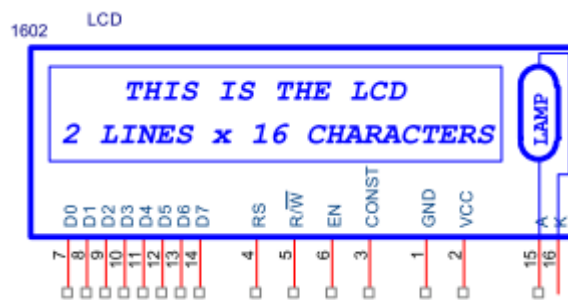 LCD
1602
THIS IS THE LCD
2 LINES x 16 CHARACTERS
LAMP
D0 D1 D2 D3 D4 D5 D6 D7 RS R/W̅ EN CONST GND VCC A K
7 8 9 10 11 12 13 14 4 5 6 3 1 2 15 16